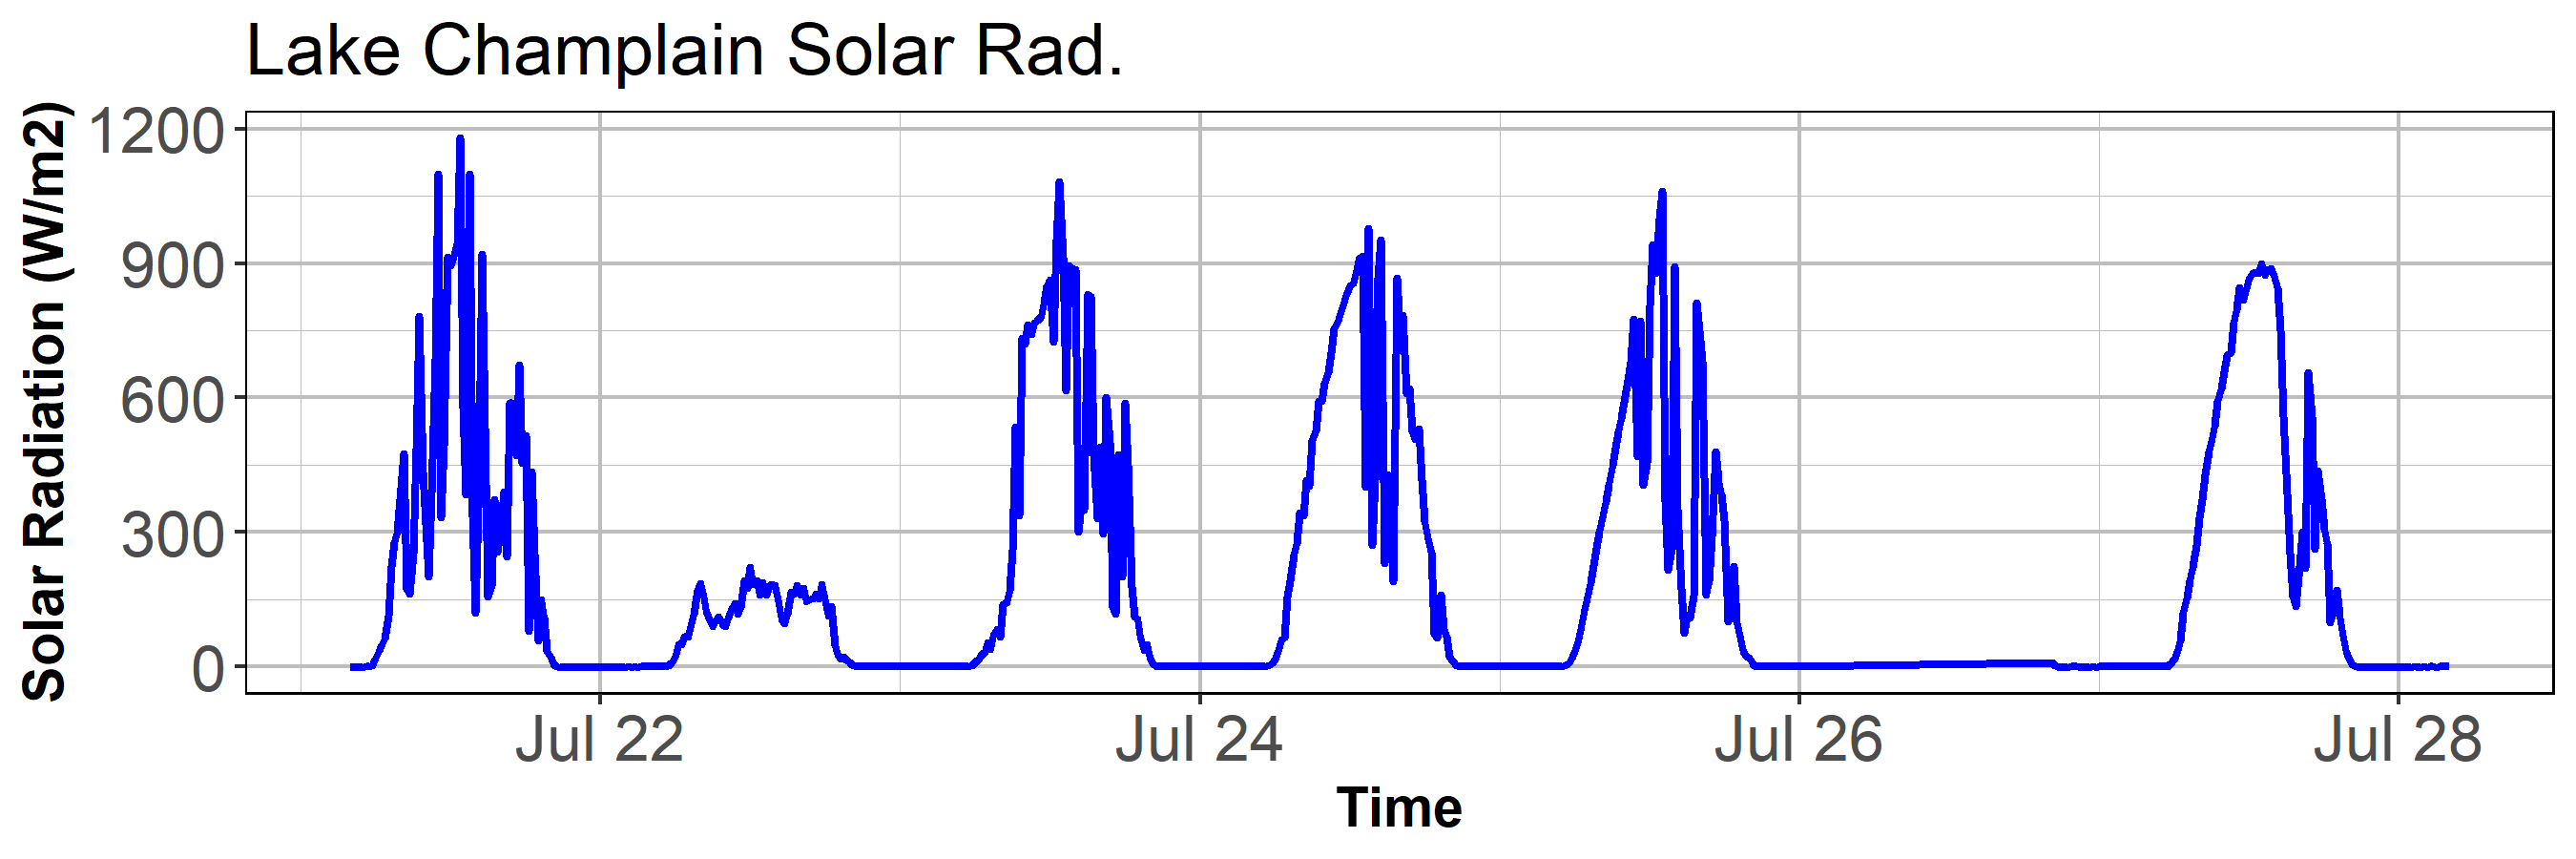 Lake Champlain Solar Rad.
Solar Radiation (W/m2)
1200
900
600
300
0
Jul 22 Jul 24 Jul 26 Jul 28
Time